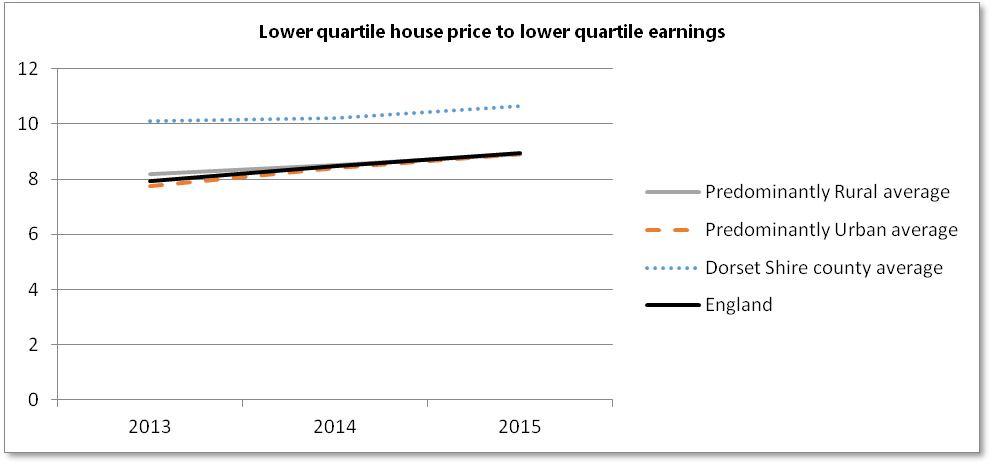 Lower quartile house price to lower quartile earnings
12
10
8
6
4
2
0
2013 2014 2015
Predominantly Rural average
Predominantly Urban average
Dorset Shire county average
England